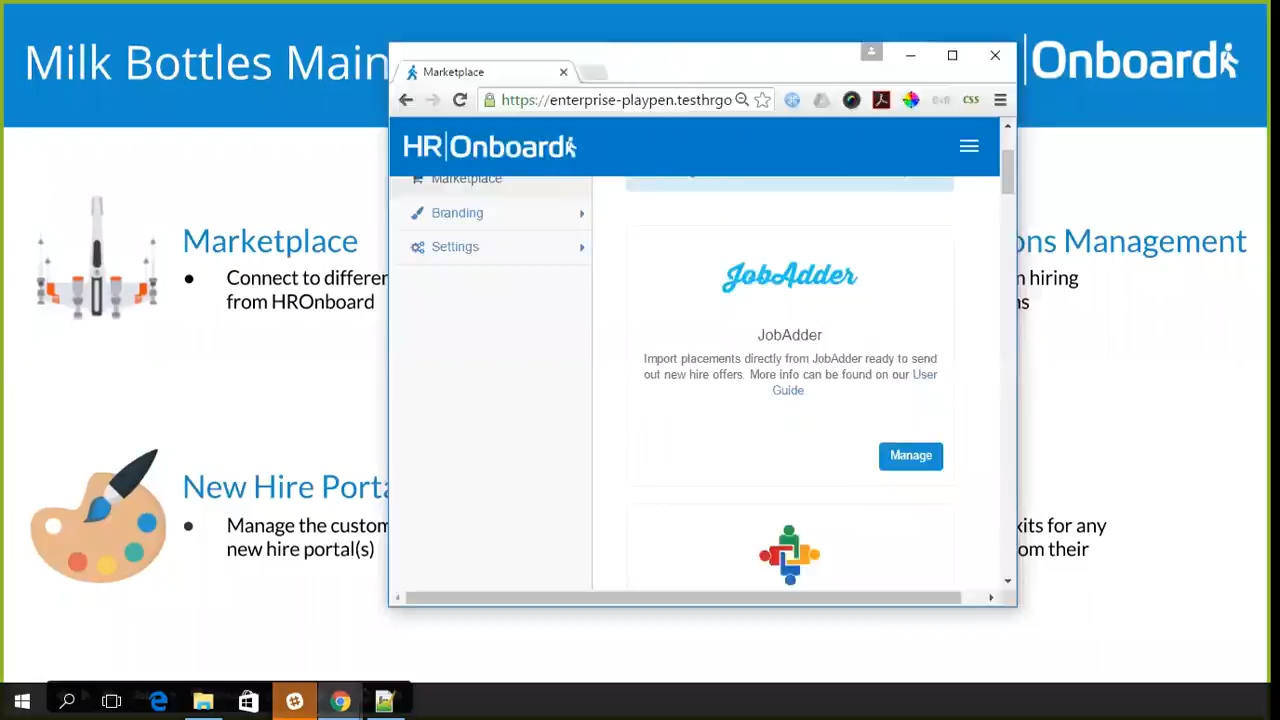 Milk Bottles Main
Onboard
Marketplace
https://enterprise-playpen.testhrgo
CSS
HR|Onboard
Marketplace
Branding
Settings
JobAdder
JobAdder
Import placements directly from JobAdder ready to send
out new hire offers. More info can be found on our User
Guide
Manage
Marketplace
Connect to differen
from HROnboard
ons Management
n hiring
ns
New Hire Porta
Manage the custom
new hire portal(s)
kits for any
om their